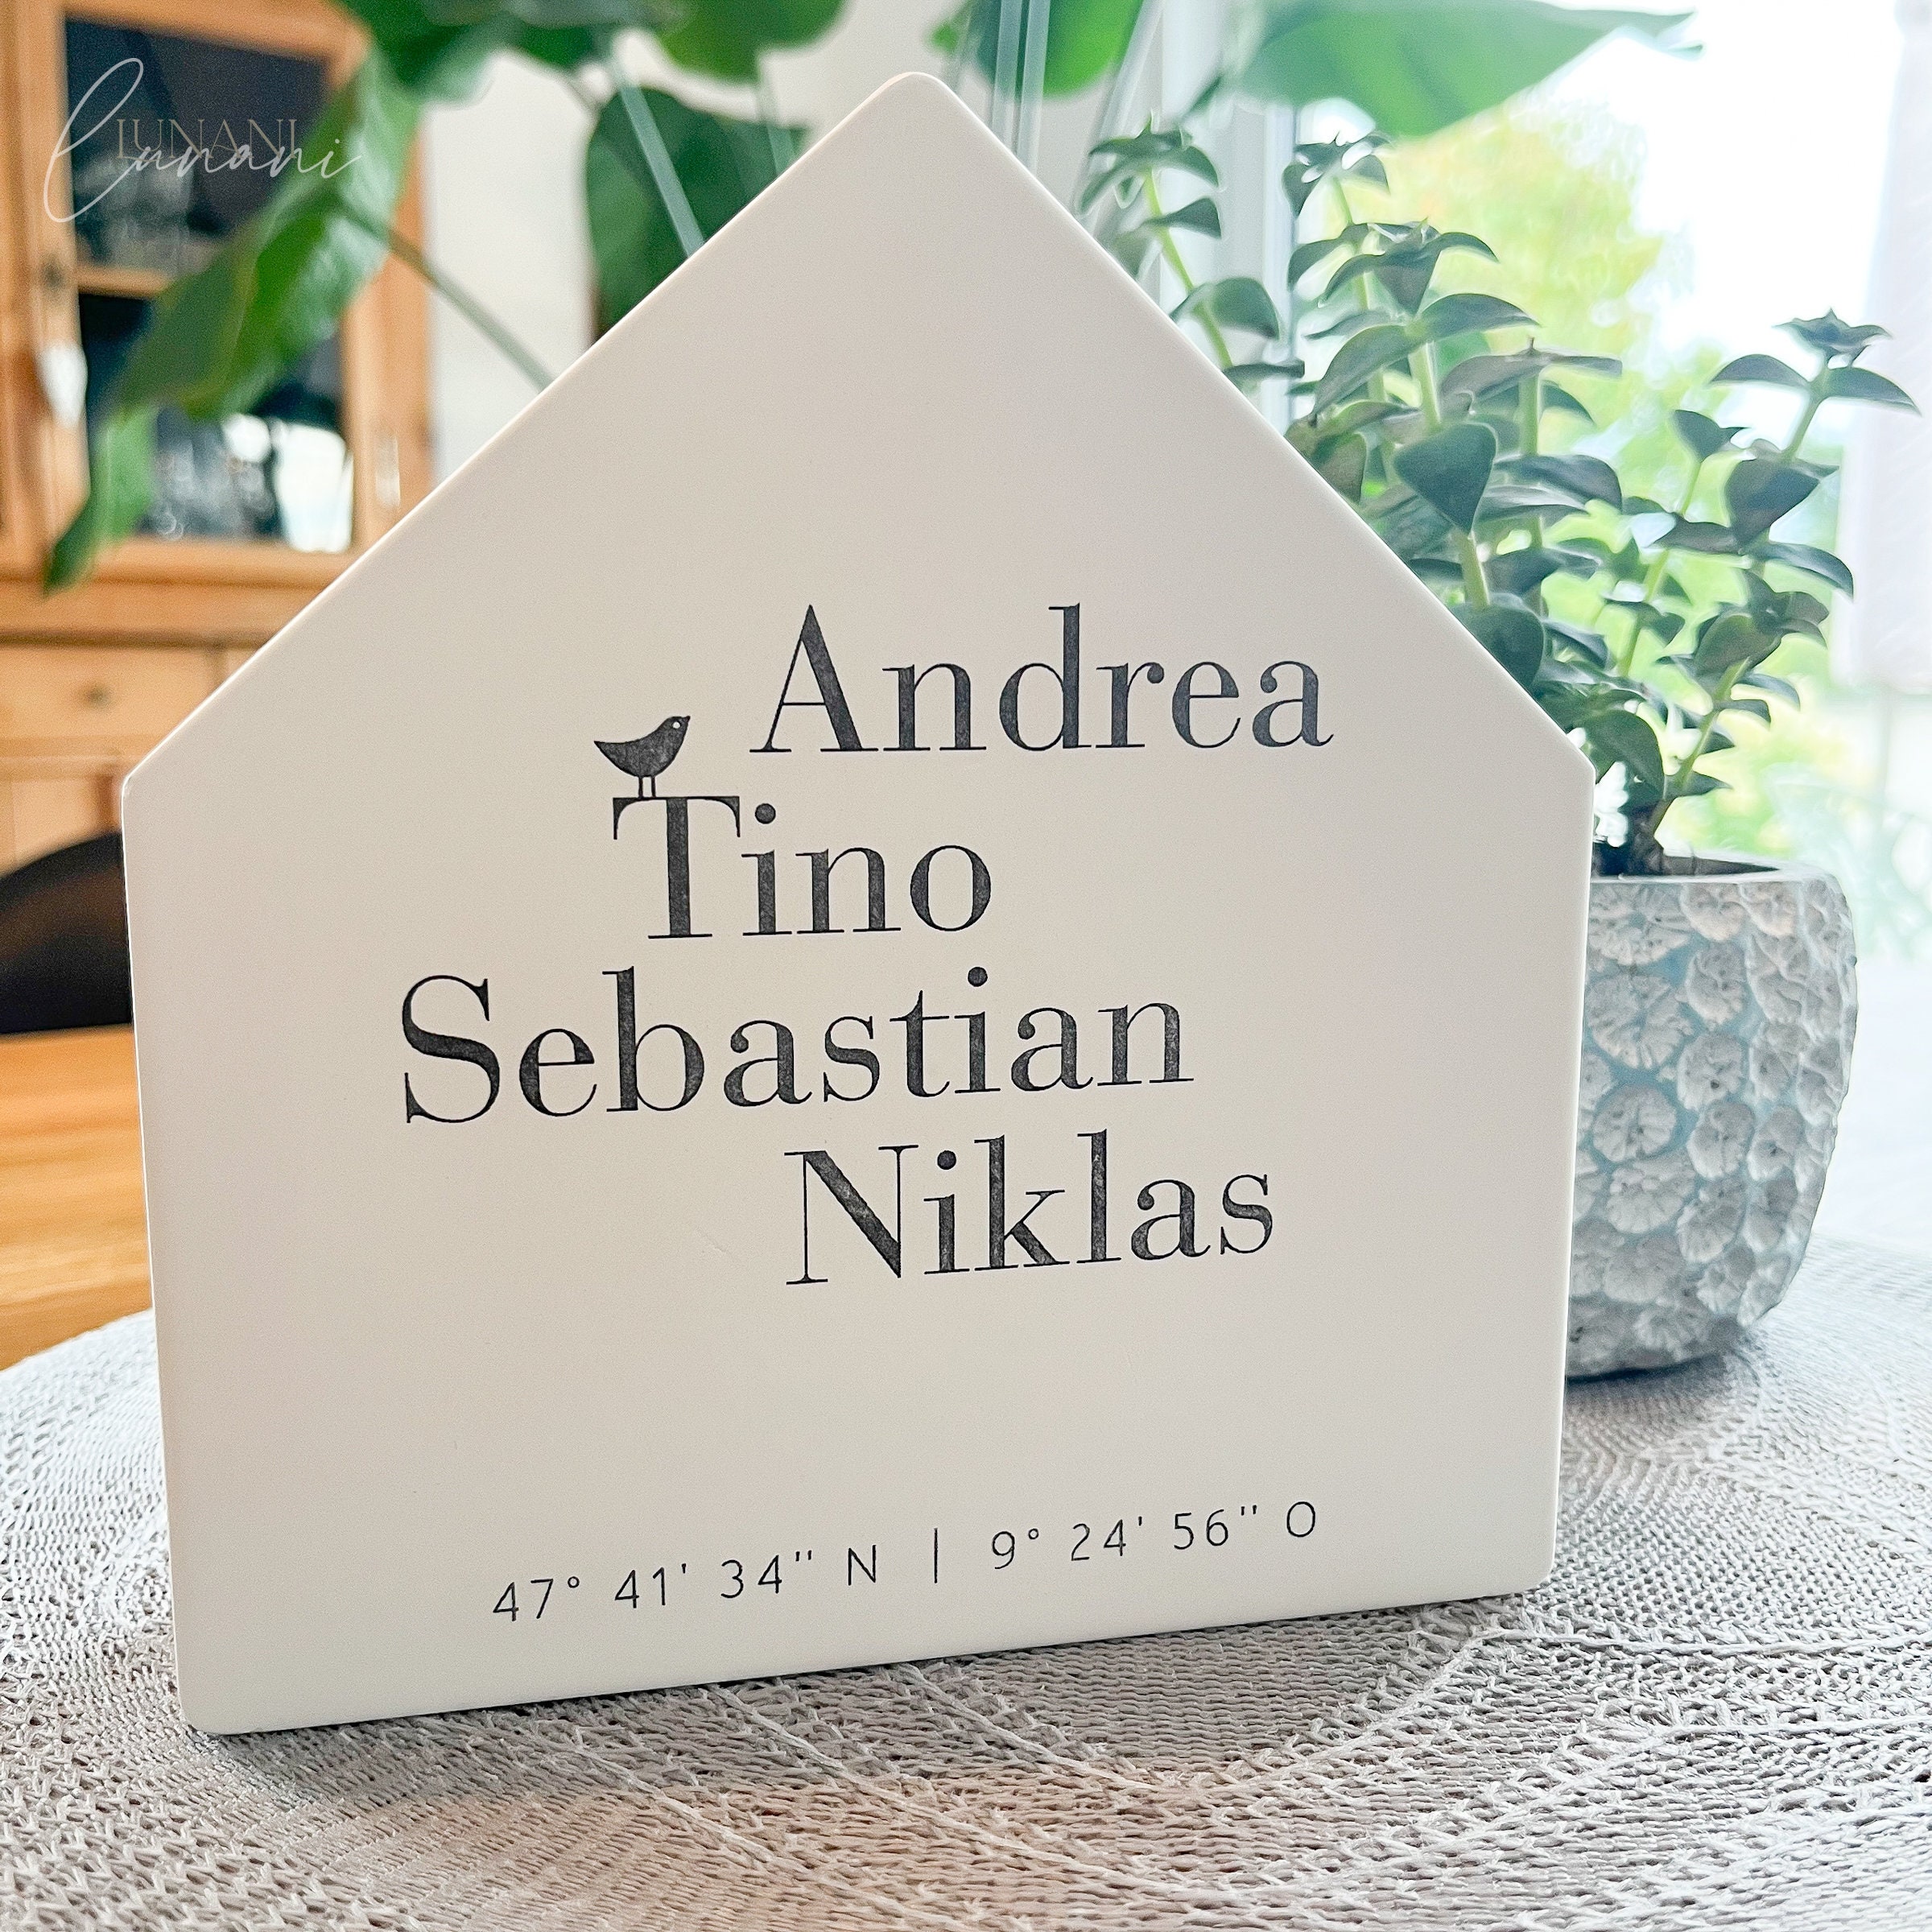 LUNANI
lunani
Andrea
Tino
Sebastian
Niklas
47° 41' 34'' N | 9° 24' 56'' O